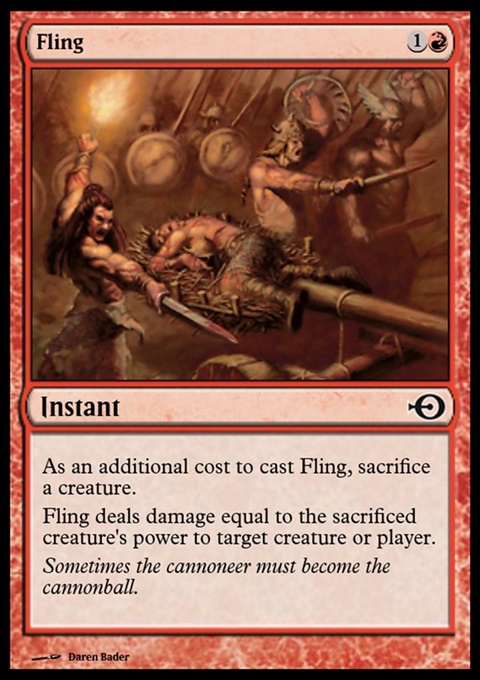 Fling 1
Instant
As an additional cost to cast Fling, sacrifice
a creature.
Fling deals damage equal to the sacrificed
creature's power to target creature or player.
Sometimes the cannoneer must become the
cannonball.
Daren Bader